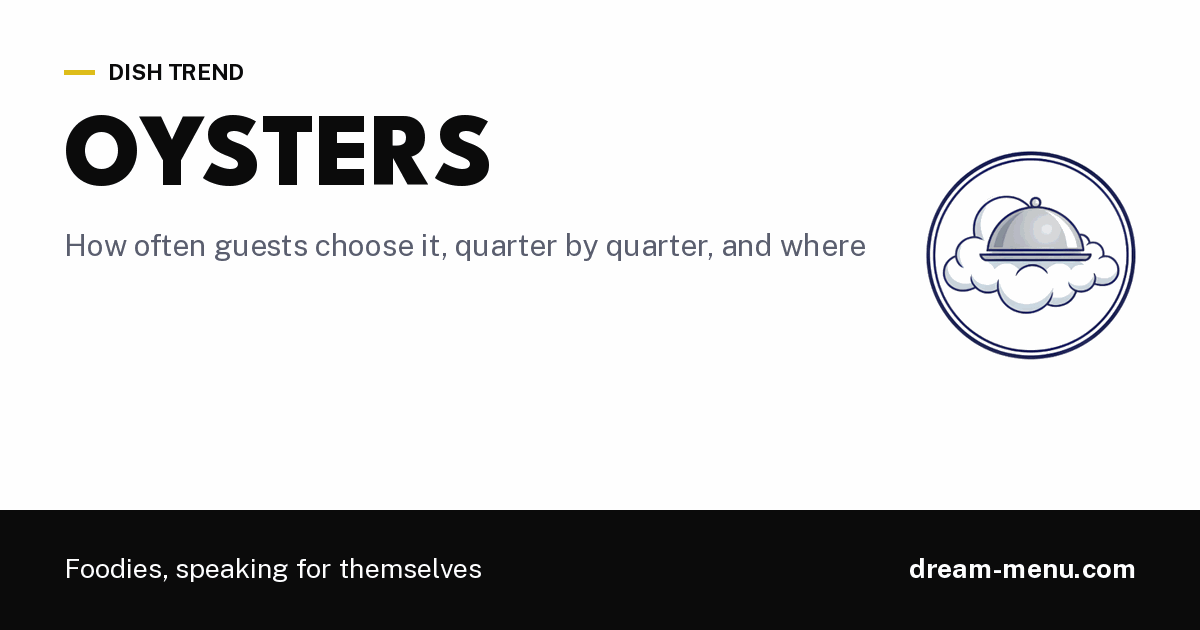 DISH TREND
OYSTERS
How often guests choose it, quarter by quarter, and where
Foodies, speaking for themselves
dream-menu.com